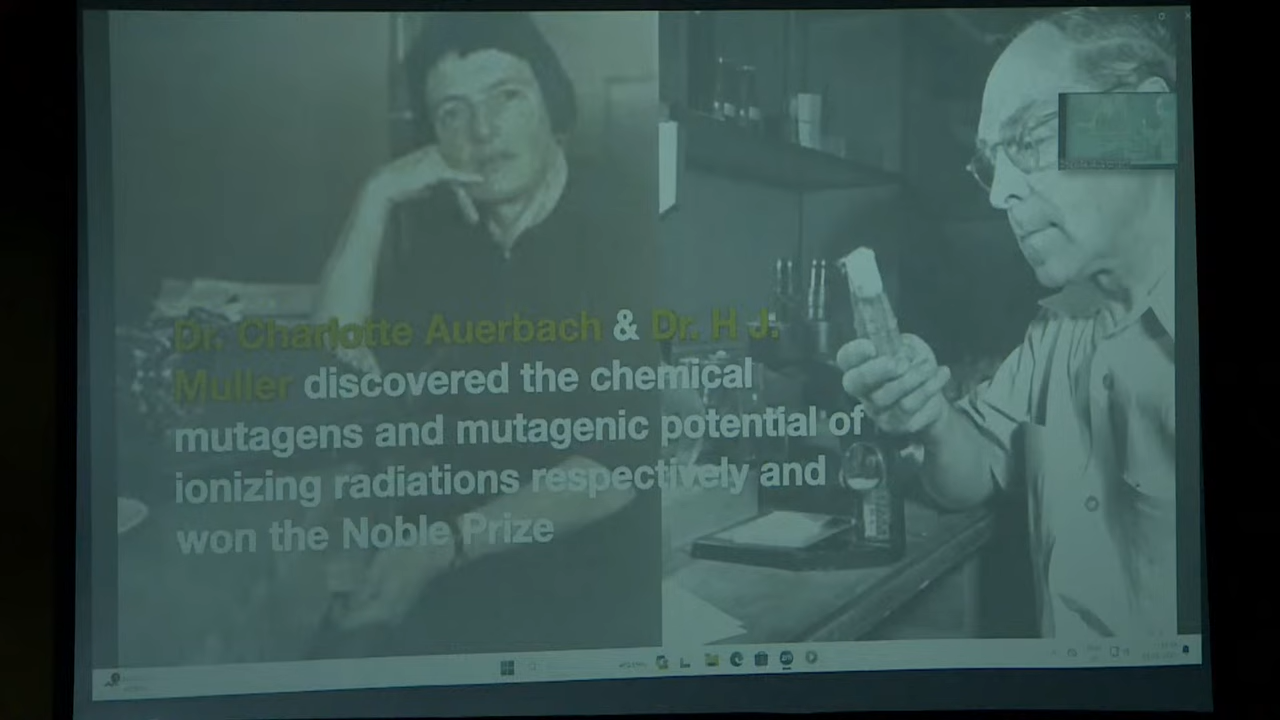 Dr. Charlotte Auerbach & Dr. H J.
Muller discovered the chemical
mutagens and mutagenic potential of
ionizing radiations respectively and
won the Noble Prize